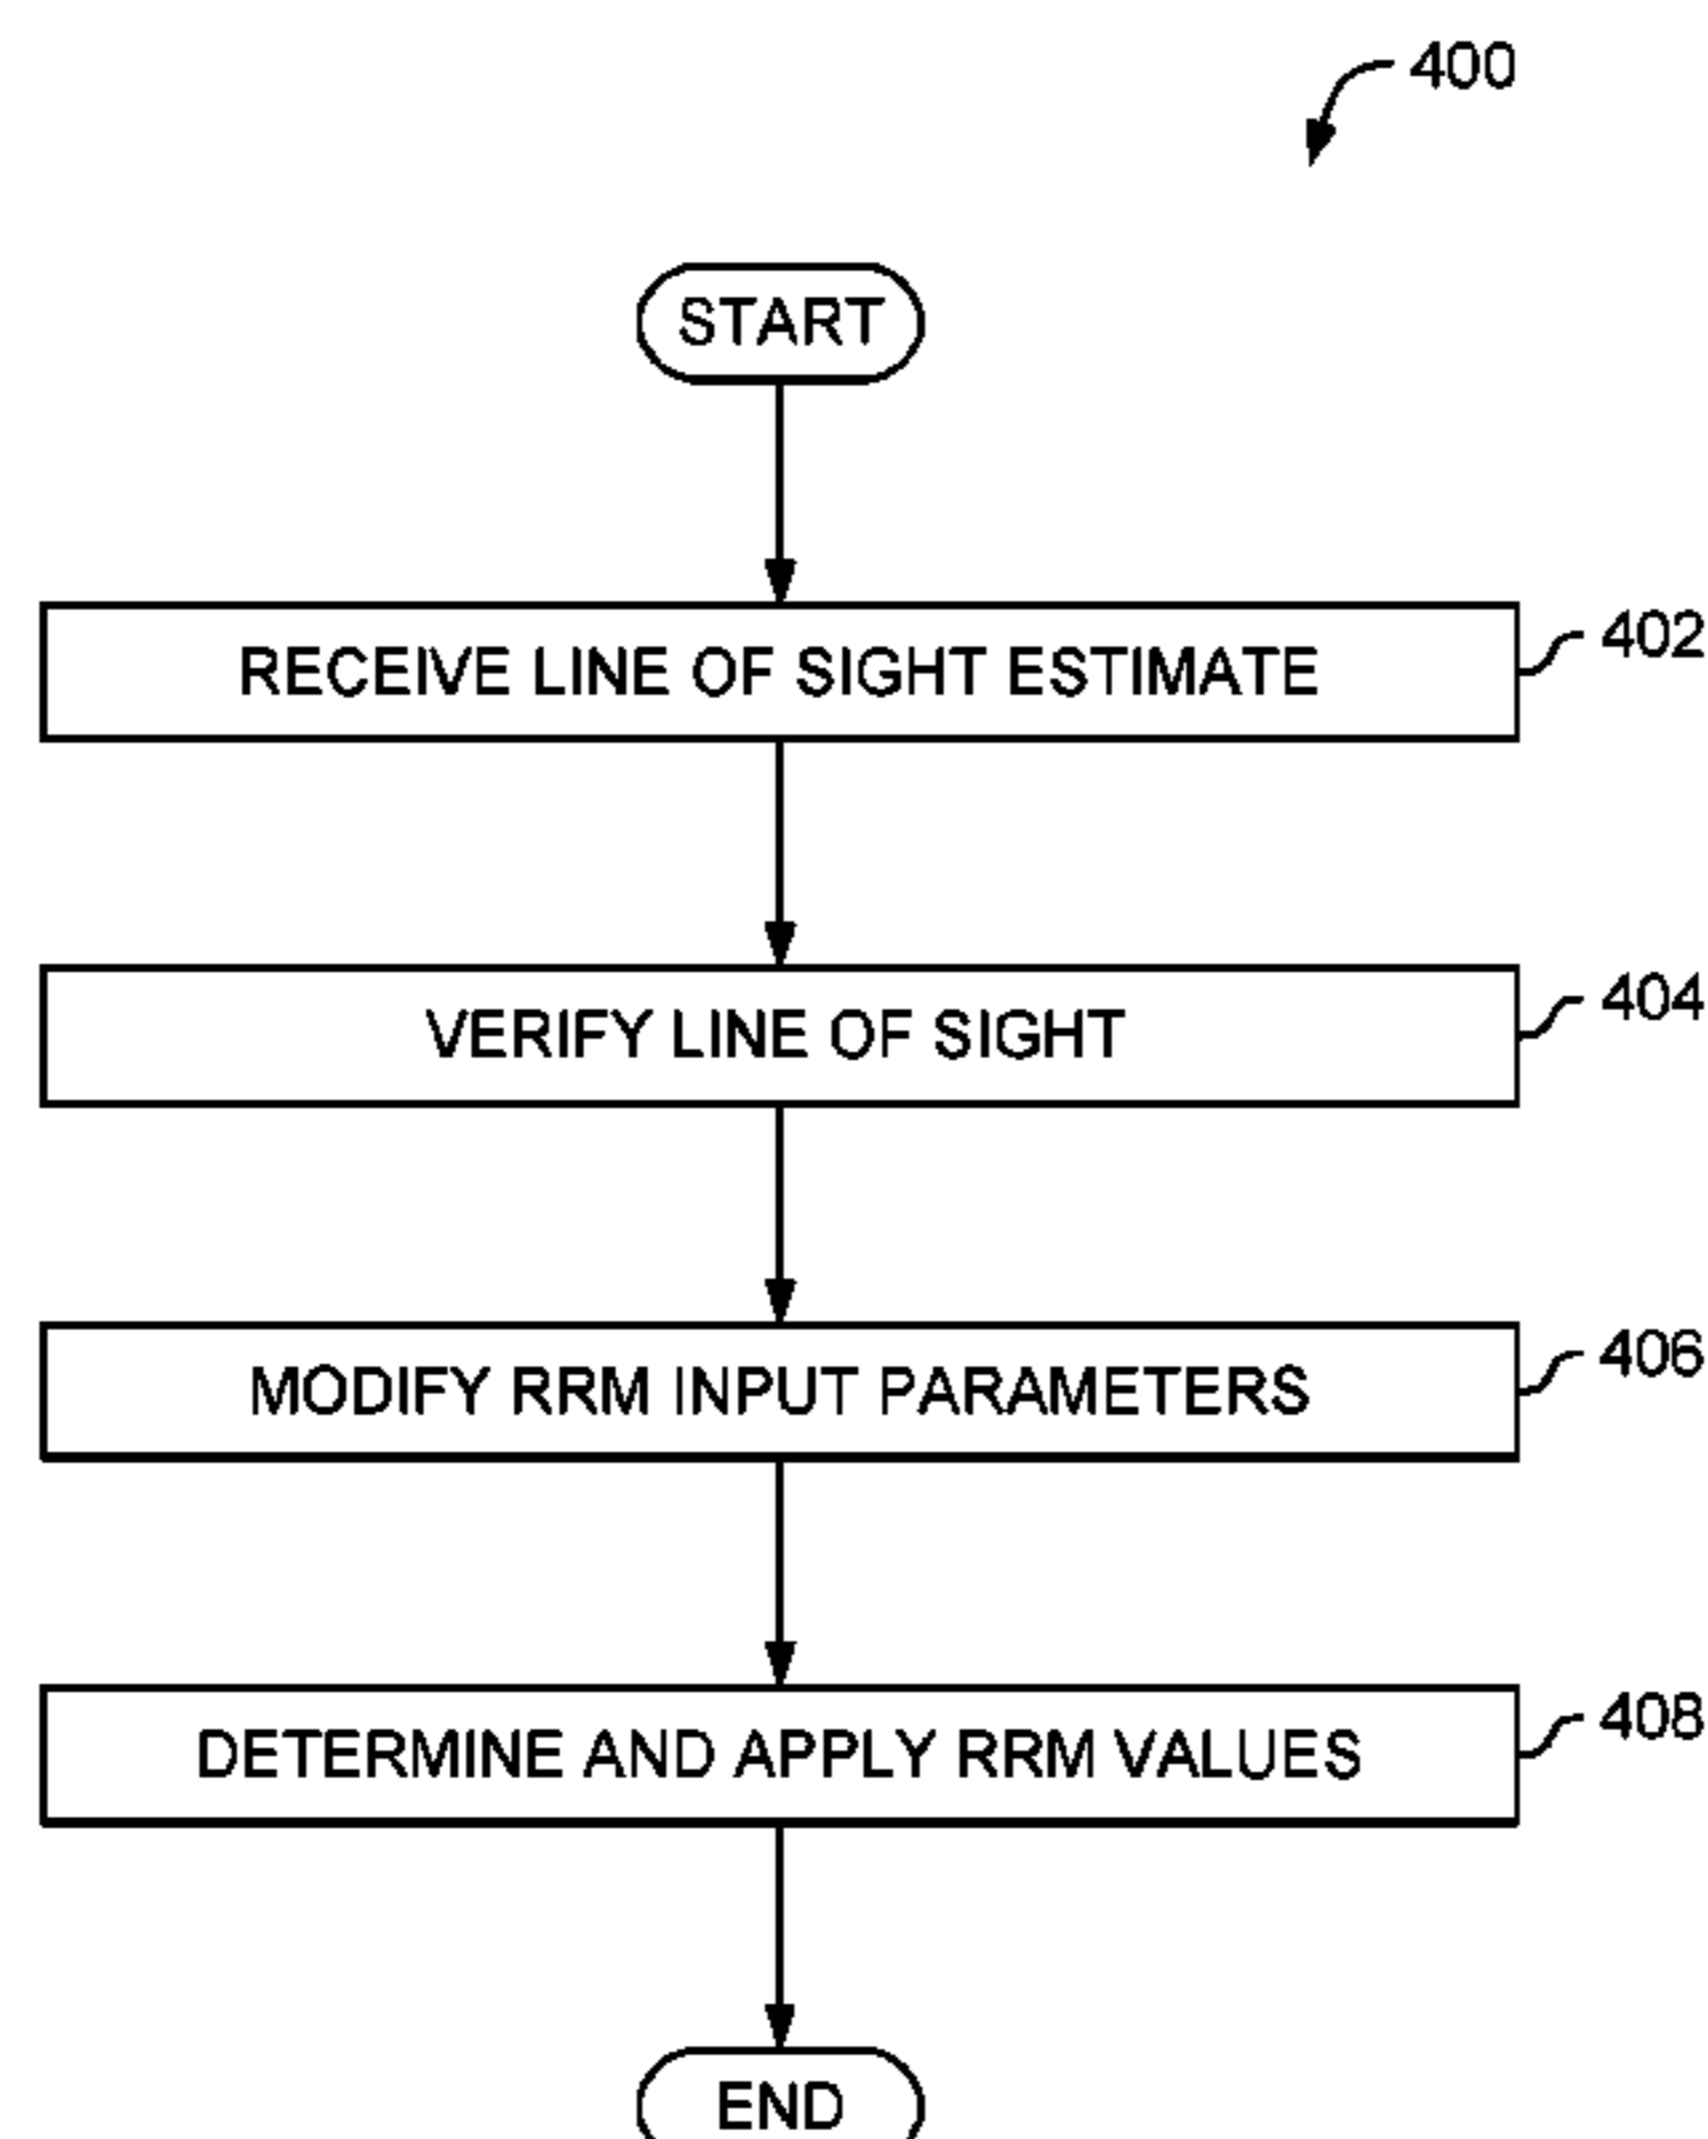 400
START
RECEIVE LINE OF SIGHT ESTIMATE
402
VERIFY LINE OF SIGHT
404
MODIFY RRM INPUT PARAMETERS
406
DETERMINE AND APPLY RRM VALUES
408
END